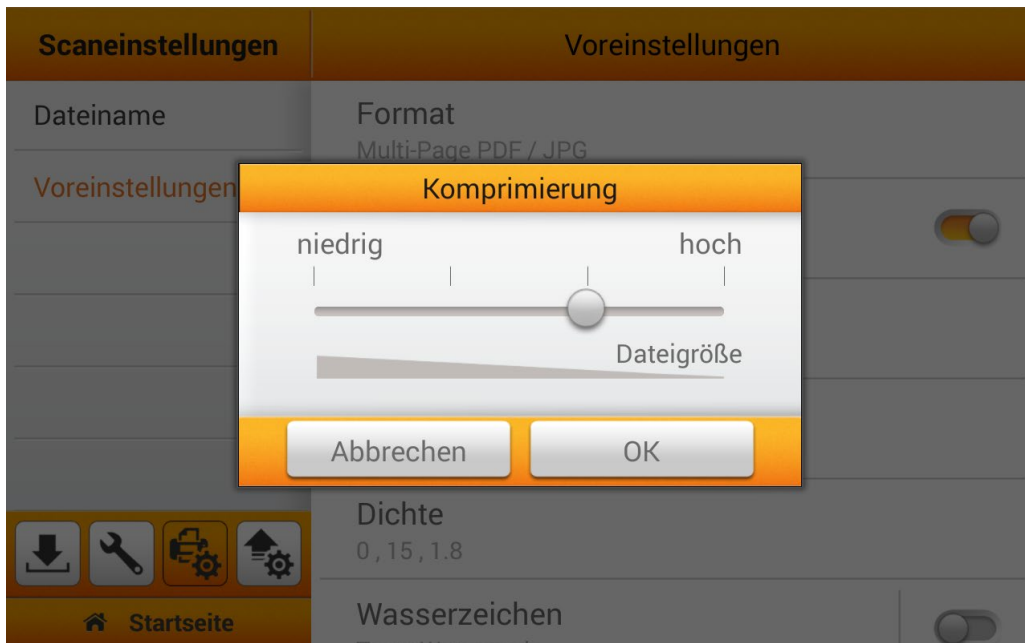 Scaneinstellungen
Voreinstellungen
Dateiname
Voreinstellungen
Format
Multi-Page PDF / JPG
Komprimierung
niedrig
hoch
Dateigröße
Abbrechen
OK
Dichte
0 , 15 , 1.8
Wasserzeichen
Startseite